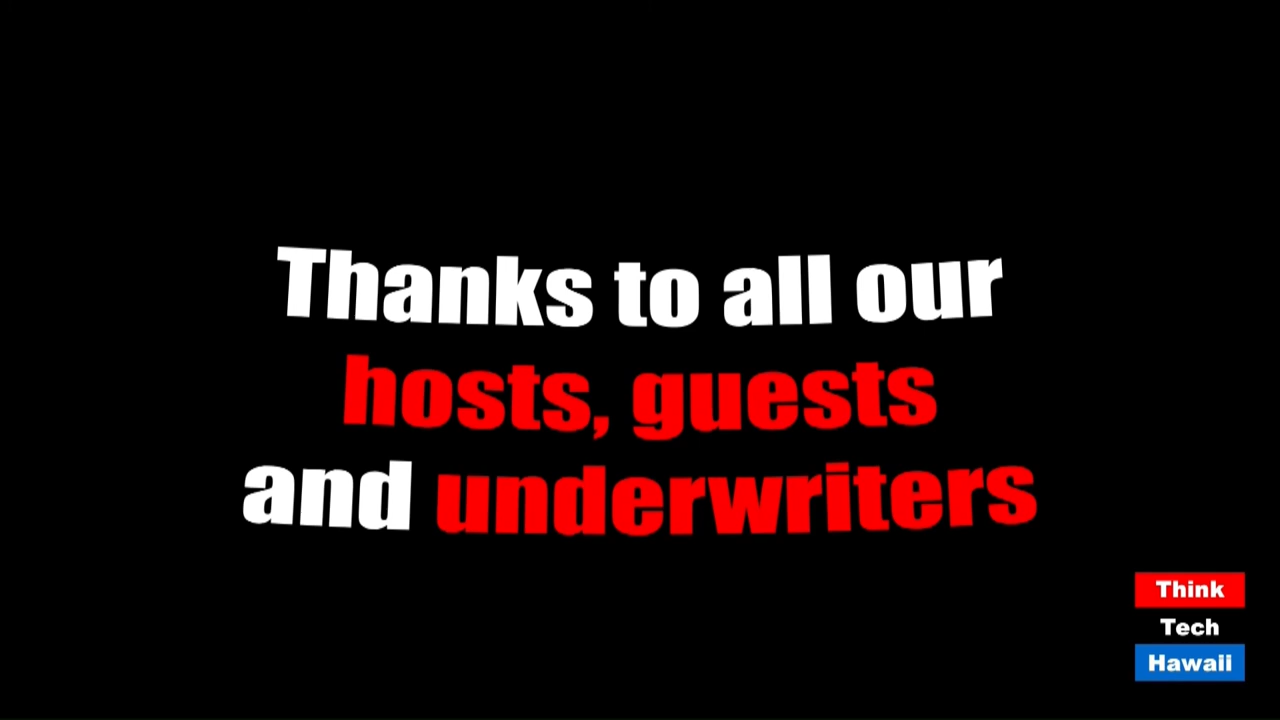 Thanks to all our
hosts, guests
and underwriters
Think
Tech
Hawaii